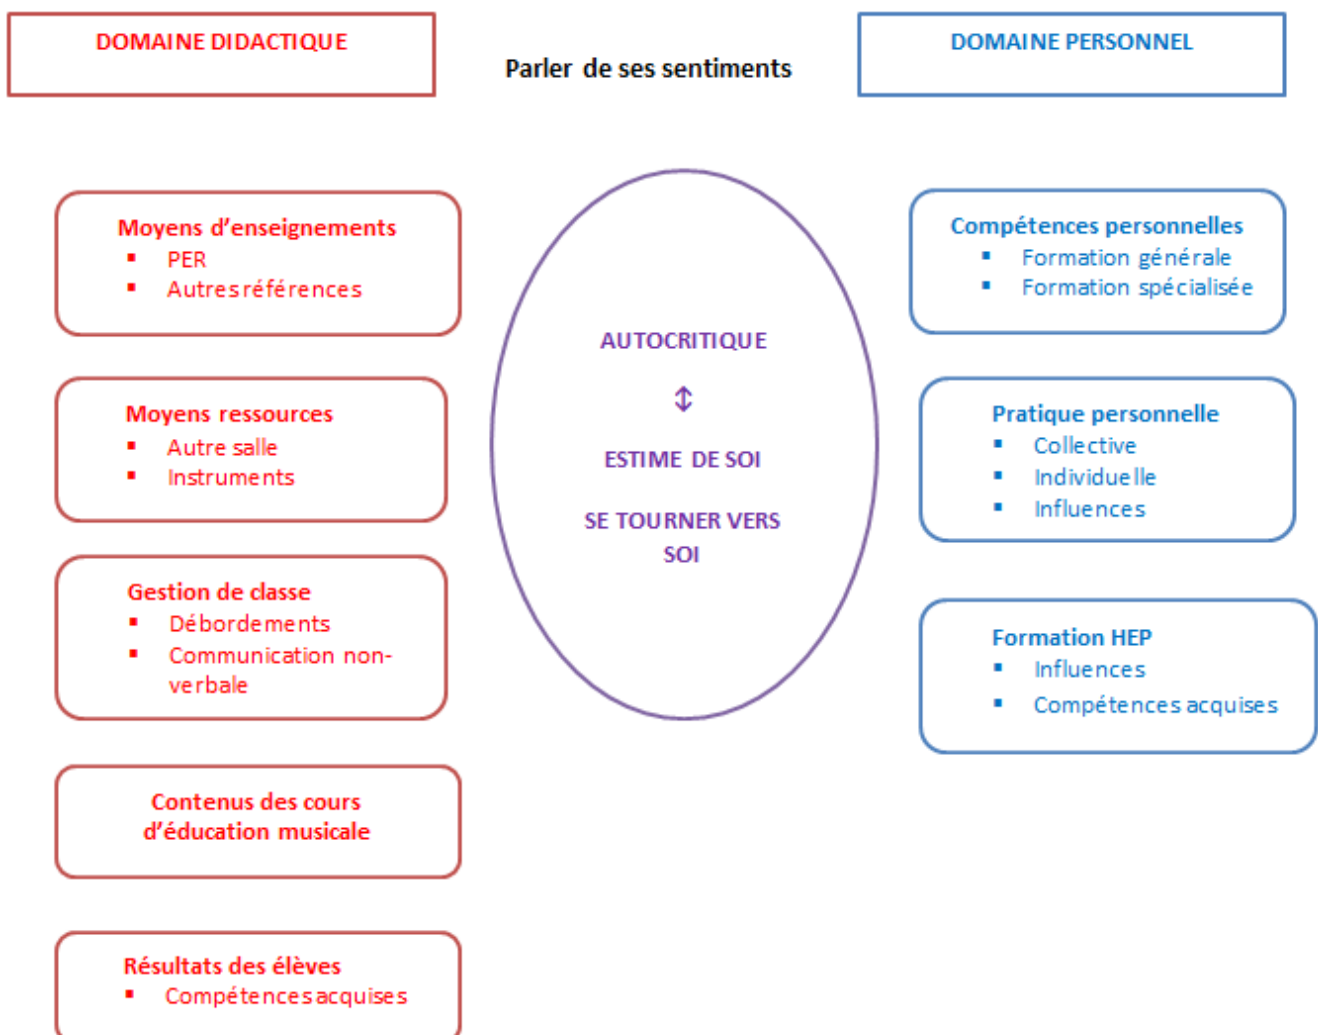 DOMAINE DIDACTIQUE
Parler de ses sentiments
DOMAINE PERSONNEL
Moyens d'enseignements
▪ PER
▪ Autres références
Moyens ressources
▪ Autre salle
▪ Instruments
Gestion de classe
▪ Débordements
▪ Communication non-
verbale
Contenus des cours
d'éducation musicale
Résultats des élèves
▪ Compétences acquises
AUTOCRITIQUE
↕
ESTIME DE SOI
SE TOURNER VERS
SOI
Compétences personnelles
▪ Formation générale
▪ Formation spécialisée
Pratique personnelle
▪ Collective
▪ Individuelle
▪ Influences
Formation HEP
▪ Influences
▪ Compétences acquises